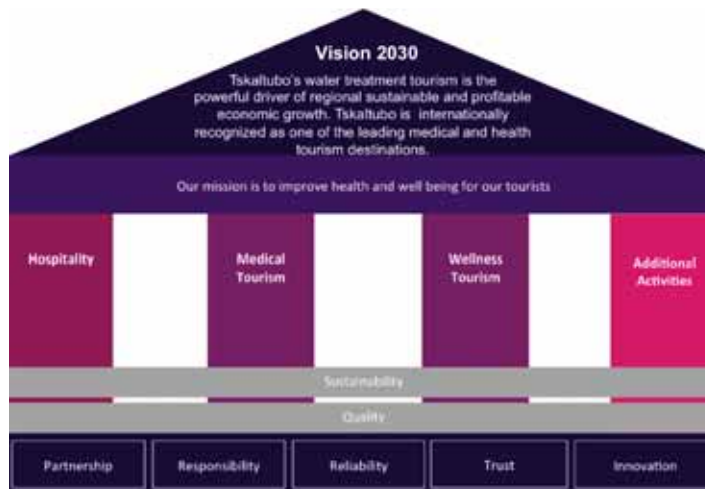 Vision 2030
Tskaltubo's water treatment tourism is the
powerful driver of regional sustainable and profitable
economic growth. Tskaltubo is internationally
recognized as one of the leading medical and health
tourism destinations.
Our mission is to improve health and well being for our tourists
Hospitality
Medical
Tourism
Wellness
Tourism
Additional
Activities
Sustainability
Quality
Partnership
Responsibility
Reliability
Trust
Innovation